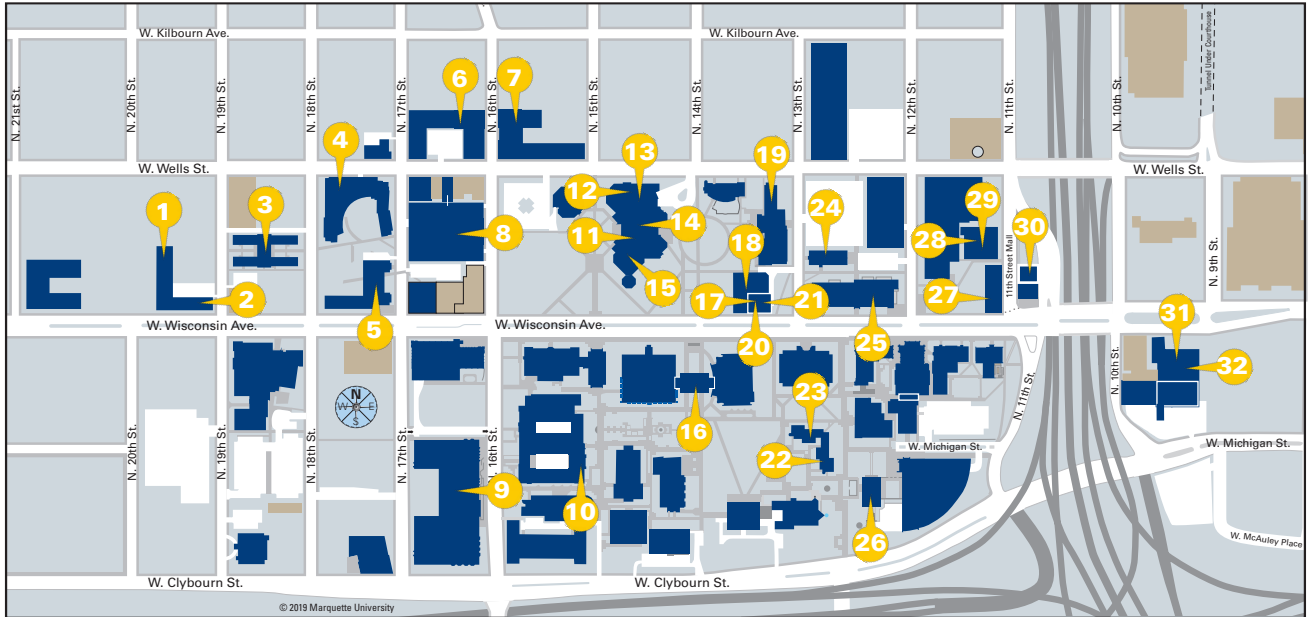 W. Kilbourn Ave.
W. Kilbourn Ave.
Tunnel Under Courthouse
N. 21st St.
N. 20th St.
N. 19th St.
N. 18th St.
N. 17th St.
N. 16th St.
N. 15th St.
N. 14th St.
N. 13th St.
N. 12th St.
N. 11th St.
N. 10th St.
6
7
4
13
19
W. Wells St.
W. Wells St.
12
1
3
8
14
11
24
29
28
30
18
15
N. 9th St.
2
17
21
27
5
11th Street Mall
W. Wisconsin Ave.
W. Wisconsin Ave.
20
25
31
32
N
W
E
S
23
16
N. 10th St.
N. 11th St.
N. 20th St.
N. 19th St.
N. 18th St.
N. 17th St.
N. 16th St.
W. Michigan St.
W. Michigan St.
22
9
10
26
W. McAuley Place
W. Clybourn St.
W. Clybourn St.
© 2019 Marquette University